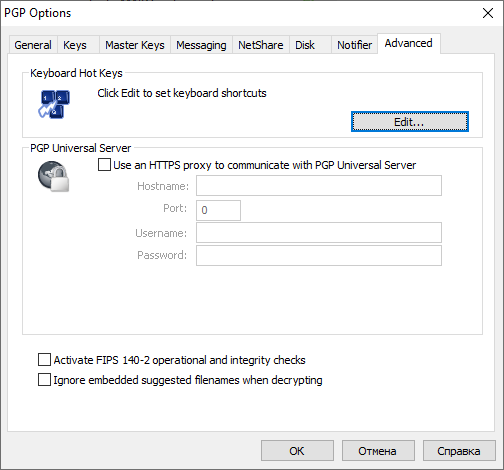 PGP Options
General Keys Master Keys Messaging NetShare Disk Notifier Advanced
Keyboard Hot Keys
Click Edit to set keyboard shortcuts
Edit...
PGP Universal Server
Use an HTTPS proxy to communicate with PGP Universal Server
Hostname:
Port: 0
Username:
Password:
Activate FIPS 140-2 operational and integrity checks
Ignore embedded suggested filenames when decrypting
OK Отмена Справка